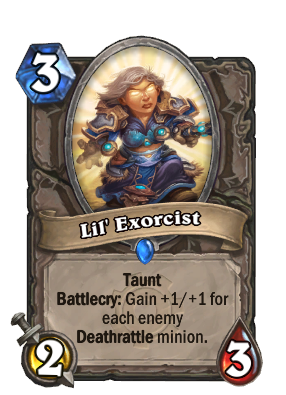 3
Lil' Exorcist
Taunt
Battlecry: Gain +1/+1 for
each enemy
Deathrattle minion.
2
3